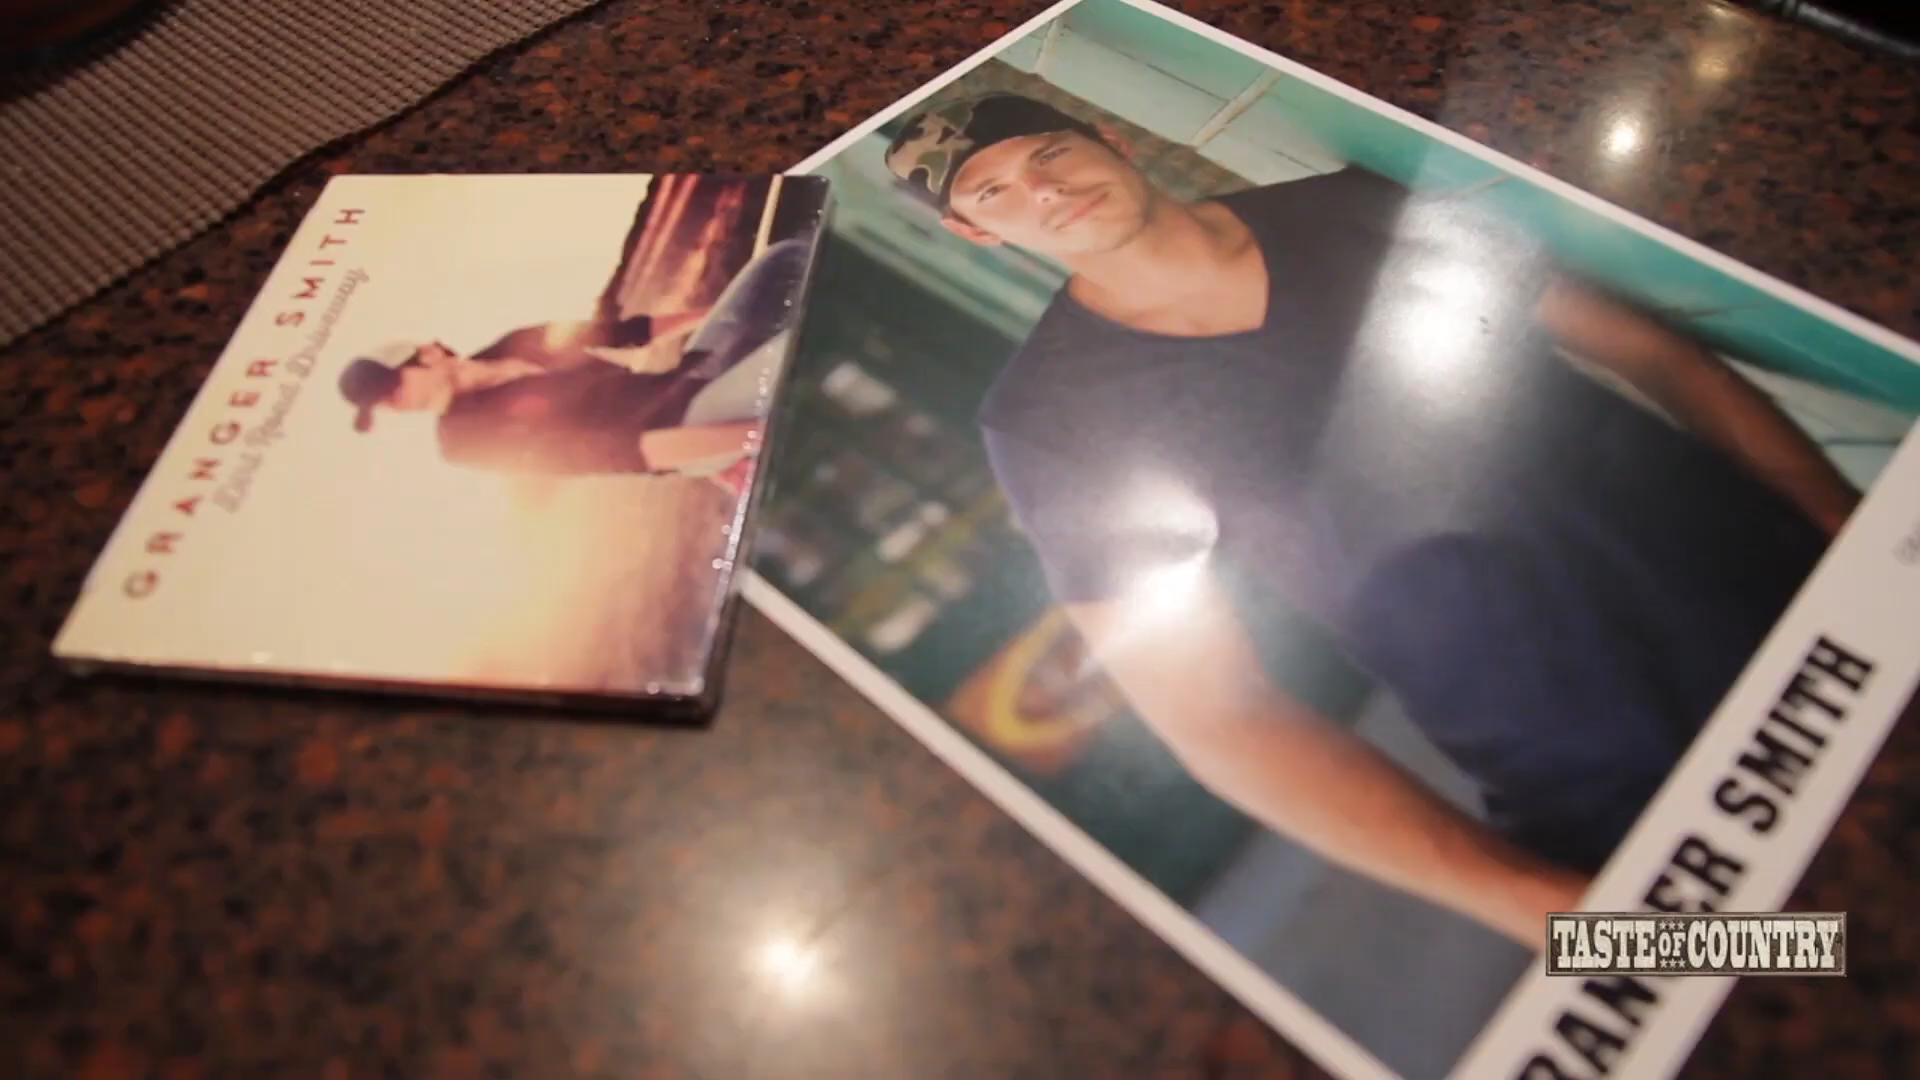 GRANGER SMITH
Dirt Road Driveway
RANGER SMITH
TASTE OF COUNTRY